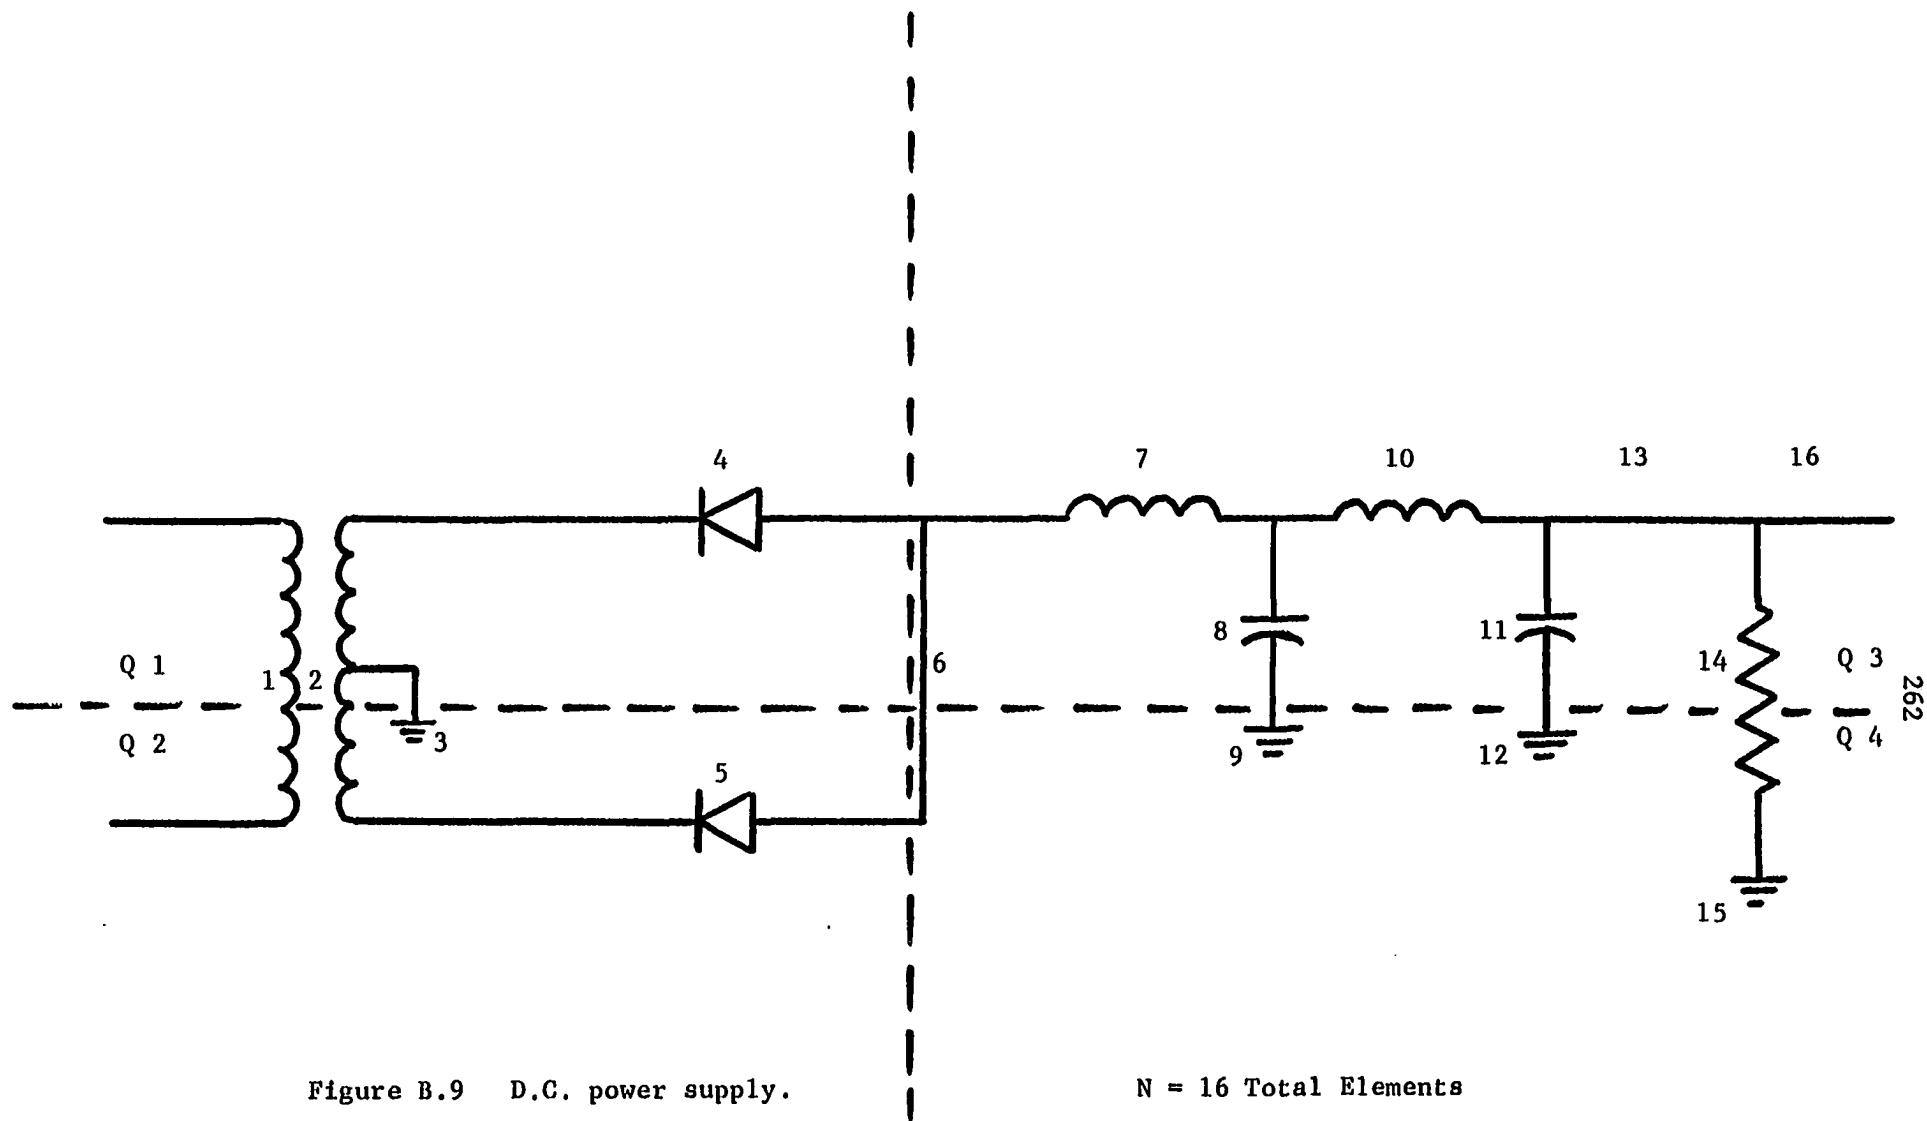 4
7
10
13
16
Q 1
1
2
6
8
11
14
Q 3
Q 2
3
5
9
12
Q 4
262
15
Figure B.9 D.C. power supply.
N = 16 Total Elements